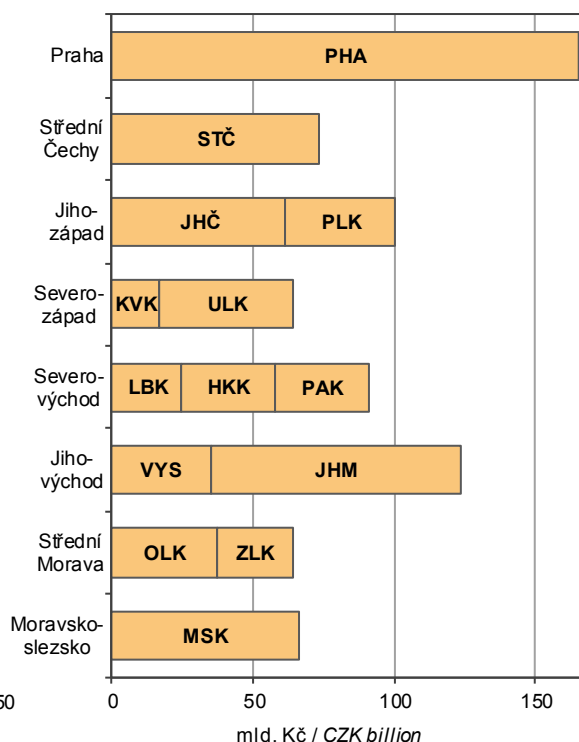 Praha
PHA
Střední
Čechy
STČ
Jiho-
západ
JHČ PLK
Severo-
západ
KVK ULK
Severo-
východ
LBK HKK PAK
Jiho-
východ
VYS JHM
Střední
Morava
OLK ZLK
Moravsko-
slezsko
MSK
50 0 50 100 150
mld. Kč / CZK billion